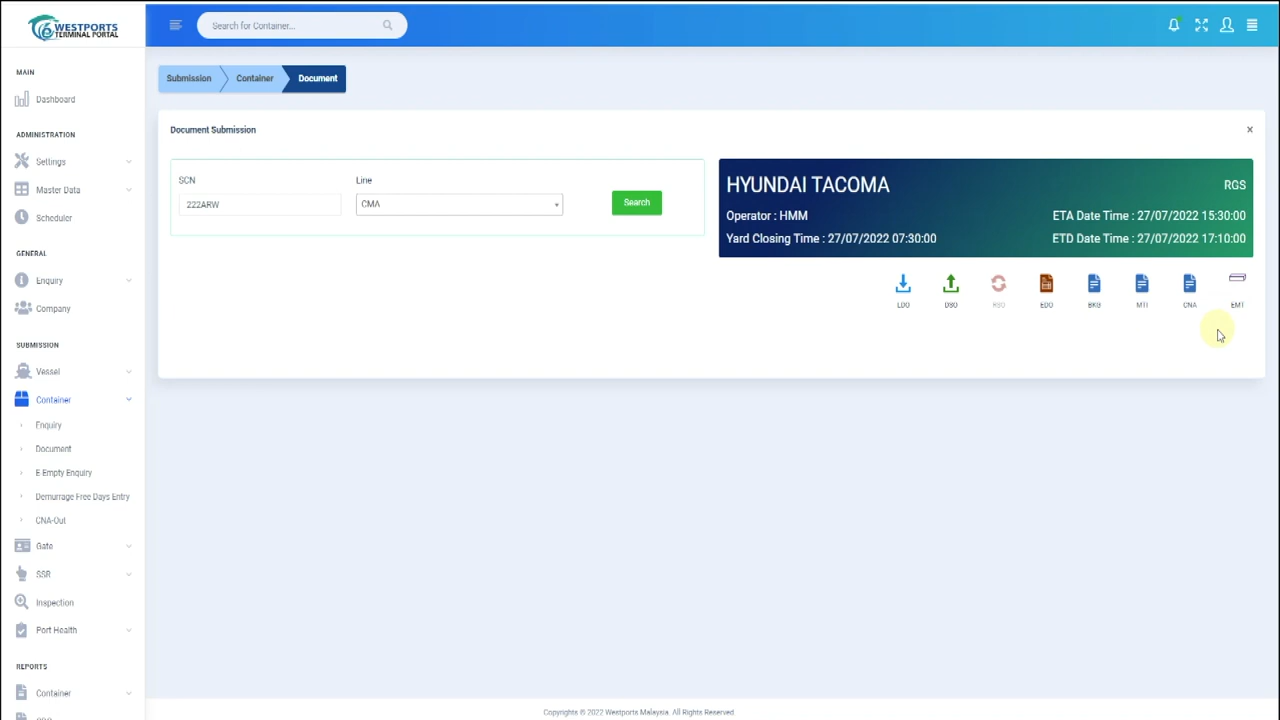 WESTPORTS
TERMINAL PORTAL
Search for Container...
MAIN
Dashboard
ADMINISTRATION
Settings
Master Data
Scheduler
GENERAL
Enquiry
Company
SUBMISSION
Vessel
Container
Enquiry
Document
E Empty Enquiry
Demurrage Free Days Entry
CNA-Out
Gate
SSR
Inspection
Port Health
REPORTS
Container
Submission
Container
Document
Document Submission
×
SCN
Line
222ARW
CMA
Search
HYUNDAI TACOMA
RGS
Operator : HMM
ETA Date Time : 27/07/2022 15:30:00
Yard Closing Time : 27/07/2022 07:30:00
ETD Date Time : 27/07/2022 17:10:00
LDO
DSO
RSO
EDO
BKG
MTI
CNA
EMT
Copyrights © 2022 Westports Malaysia. All Rights Reserved